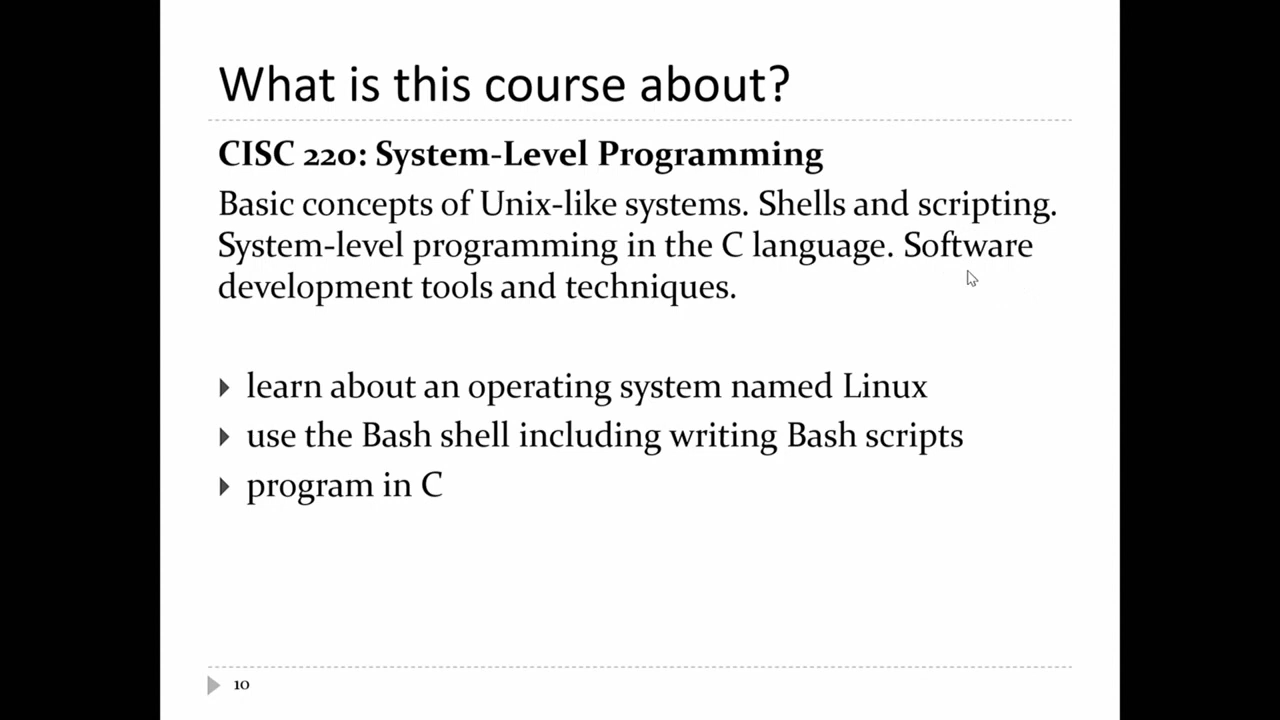 What is this course about?
CISC 220: System-Level Programming
Basic concepts of Unix-like systems. Shells and scripting.
System-level programming in the C language. Software
development tools and techniques.
learn about an operating system named Linux
use the Bash shell including writing Bash scripts
program in C
10